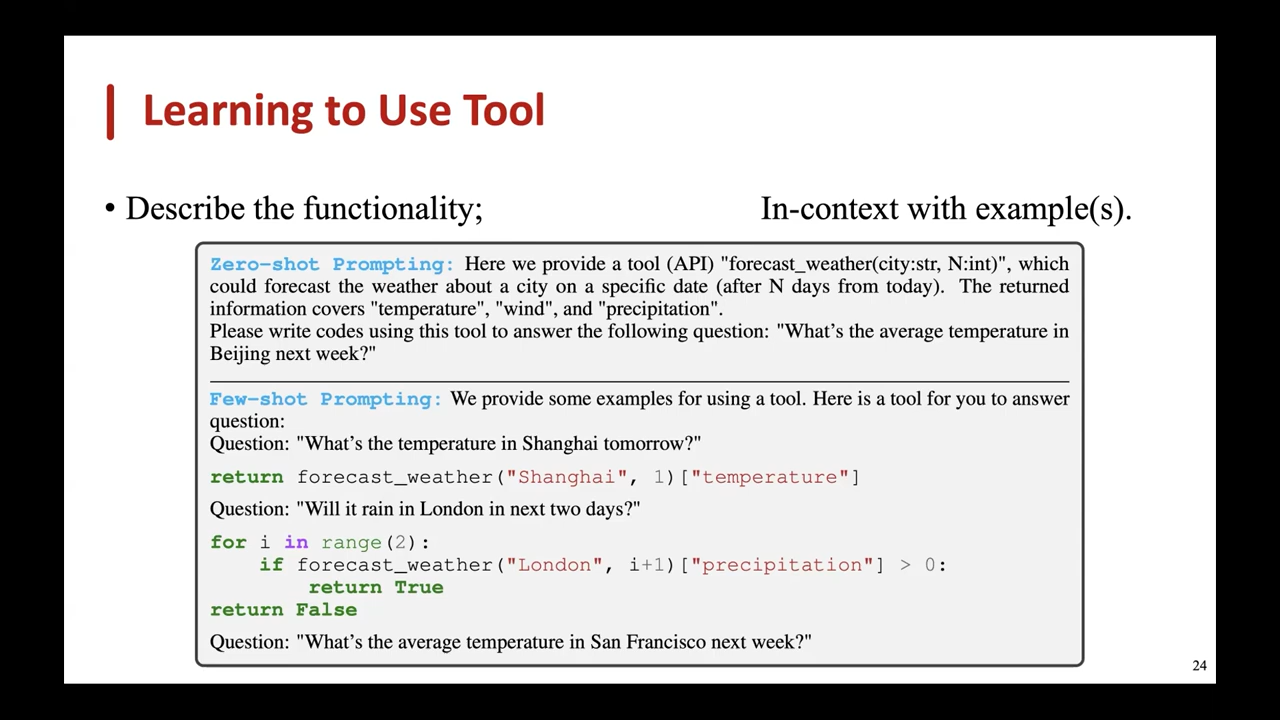 Learning to Use Tool
• Describe the functionality; In-context with example(s).
Zero-shot Prompting: Here we provide a tool (API) "forecast_weather(city:str, N:int)", which
could forecast the weather about a city on a specific date (after N days from today). The returned
information covers "temperature", "wind", and "precipitation".
Please write codes using this tool to answer the following question: "What's the average temperature in
Beijing next week?"
Few-shot Prompting: We provide some examples for using a tool. Here is a tool for you to answer
question:
Question: "What's the temperature in Shanghai tomorrow?"
return forecast_weather("Shanghai", 1)["temperature"]
Question: "Will it rain in London in next two days?"
for i in range(2):
    if forecast_weather("London", i+1)["precipitation"] > 0:
        return True
return False
Question: "What's the average temperature in San Francisco next week?"
24